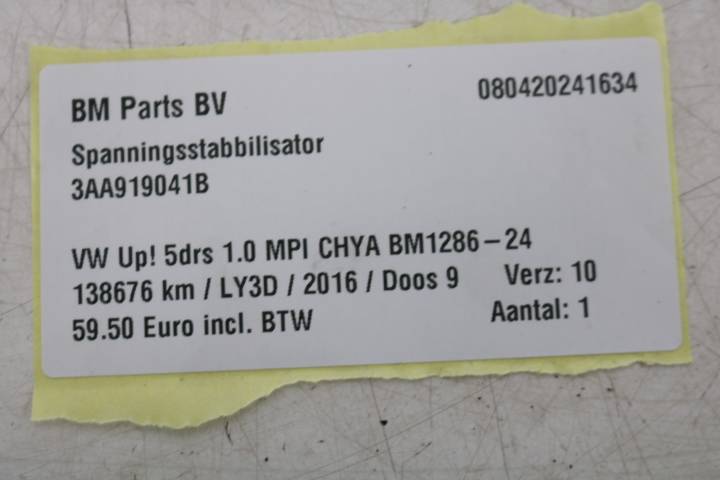 BM Parts BV 080420241634
Spanningsstabbilisator
3AA919041B
VW Up! 5drs 1.0 MPI CHYA BM1286-24
138676 km / LY3D / 2016 / Doos 9 Verz: 10
59.50 Euro incl. BTW Aantal: 1